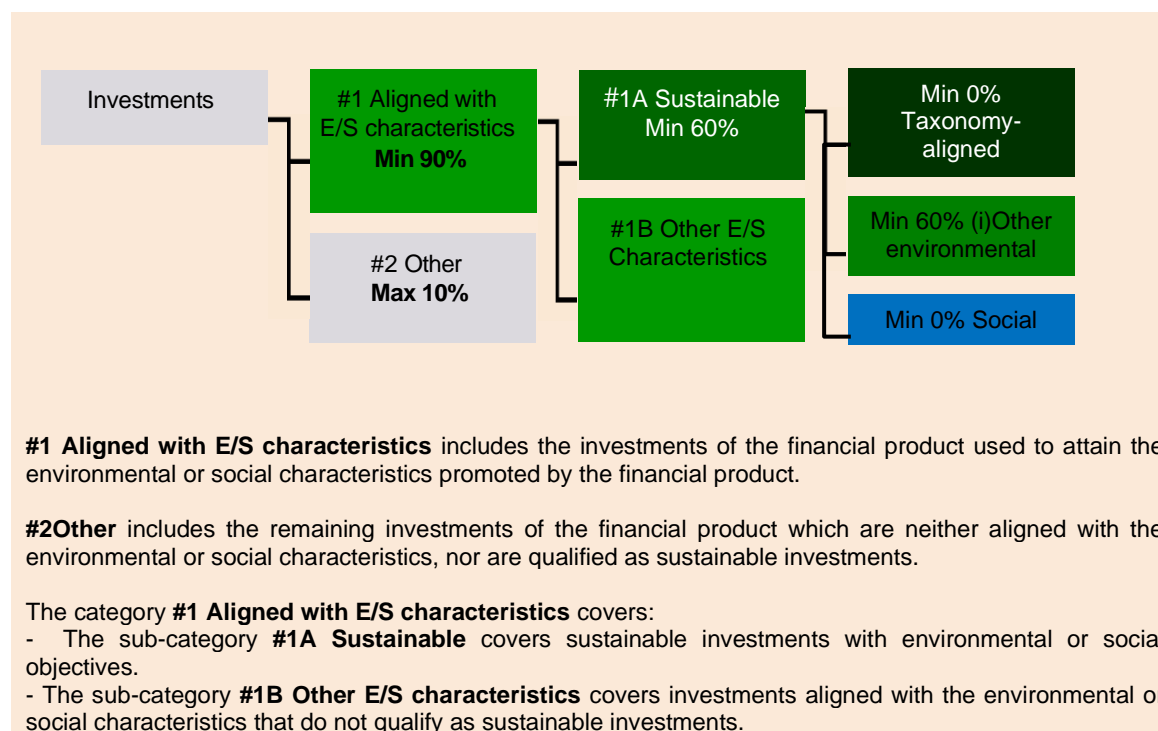 Investments
#1 Aligned with
E/S characteristics
Min 90%
#2 Other
Max 10%
#1A Sustainable
Min 60%
#1B Other E/S
Characteristics
Min 0%
Taxonomy-
aligned
Min 60% (i)Other
environmental
Min 0% Social
#1 Aligned with E/S characteristics includes the investments of the financial product used to attain the
environmental or social characteristics promoted by the financial product.
#2Other includes the remaining investments of the financial product which are neither aligned with the
environmental or social characteristics, nor are qualified as sustainable investments.
The category #1 Aligned with E/S characteristics covers:
- The sub-category #1A Sustainable covers sustainable investments with environmental or social
objectives.
- The sub-category #1B Other E/S characteristics covers investments aligned with the environmental or
social characteristics that do not qualify as sustainable investments.